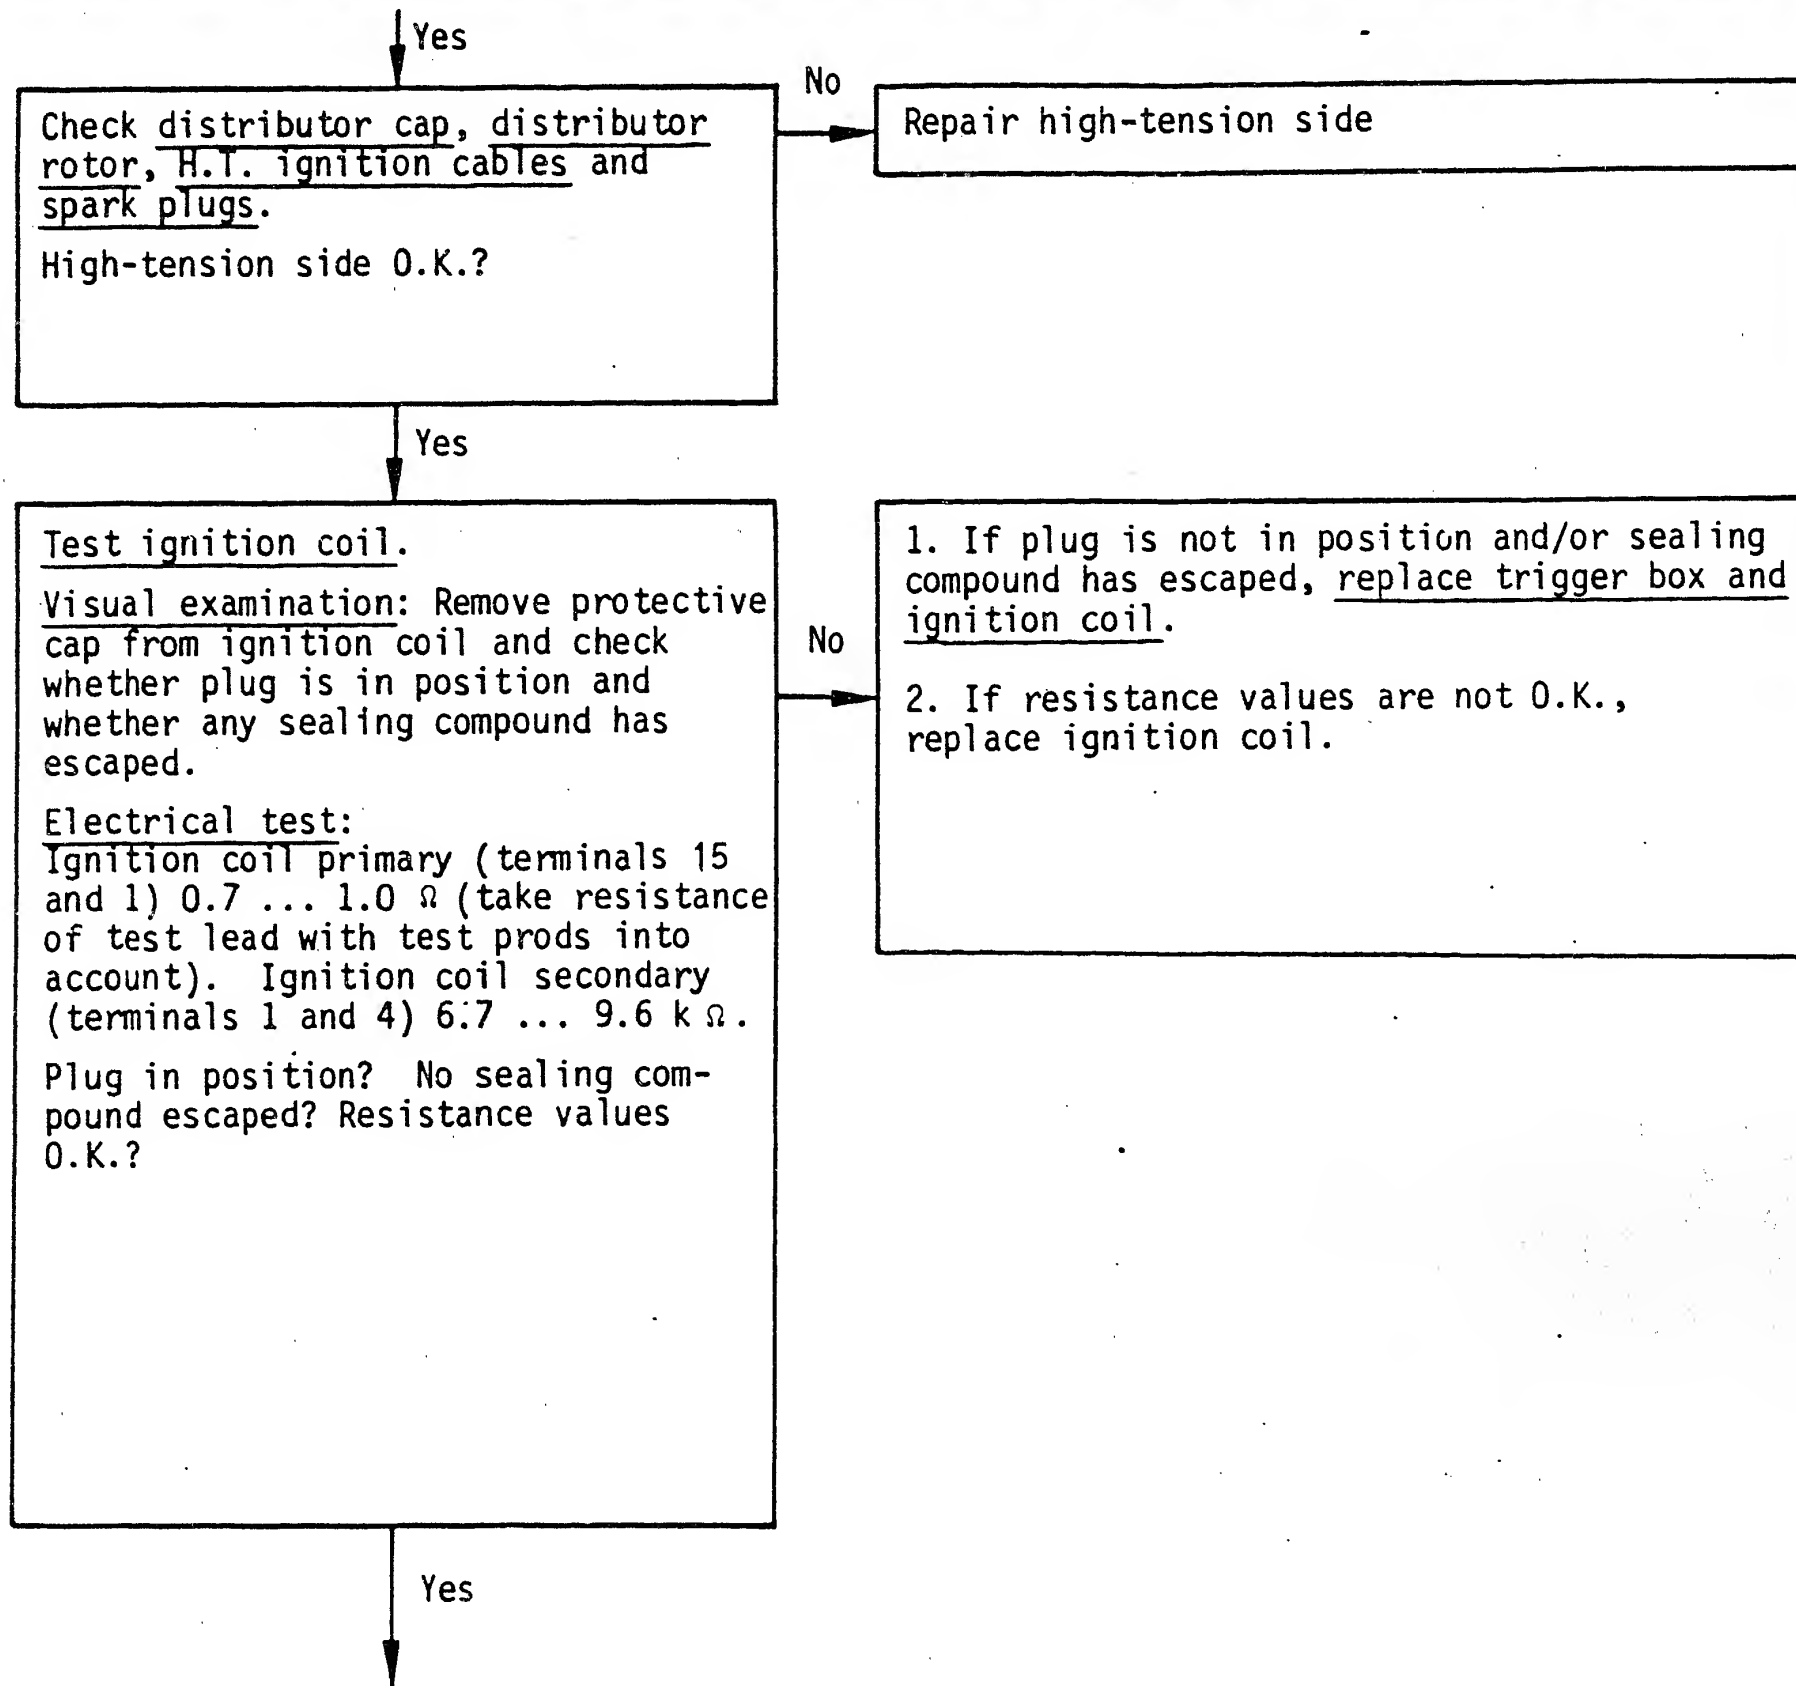 Yes
Check distributor cap, distributor
rotor, H.T. ignition cables and
spark plugs.
High-tension side O.K.?
No
Repair high-tension side
Yes
Test ignition coil.
Visual examination: Remove protective
cap from ignition coil and check
whether plug is in position and
whether any sealing compound has
escaped.
Electrical test:
Ignition coil primary (terminals 15
and 1) 0.7 ... 1.0 Ω (take resistance
of test lead with test prods into
account). Ignition coil secondary
(terminals 1 and 4) 6.7 ... 9.6 k Ω.
Plug in position? No sealing com-
pound escaped? Resistance values
O.K.?
No
1. If plug is not in position and/or sealing
compound has escaped, replace trigger box and
ignition coil.
2. If resistance values are not O.K.,
replace ignition coil.
Yes